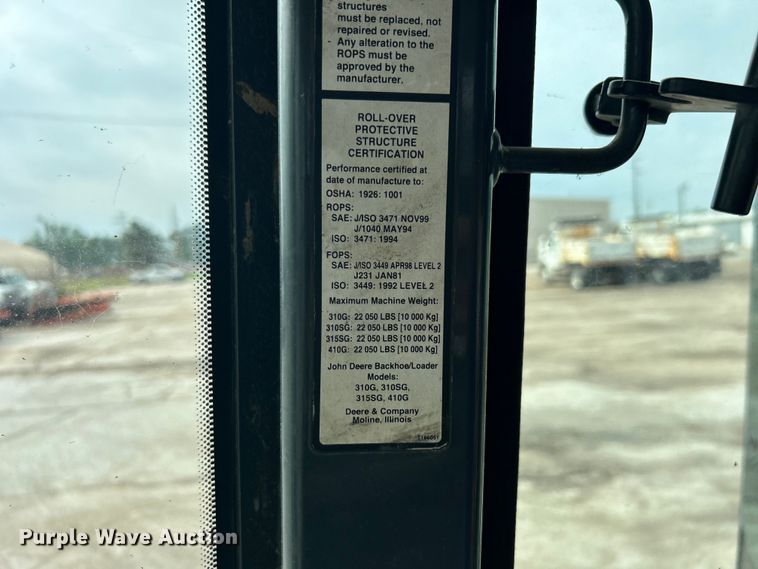 structures
must be replaced, not
repaired or revised.
- Any alteration to the
ROPS must be
approved by the
manufacturer.
ROLL-OVER
PROTECTIVE
STRUCTURE
CERTIFICATION
Performance certified at
date of manufacture to:
OSHA: 1926: 1001
ROPS:
SAE: J/ISO 3471 NOV99
J/1040 MAY94
ISO: 3471: 1994
FOPS:
SAE: J/ISO 3449 APR98 LEVEL 2
J231 JAN81
ISO: 3449: 1992 LEVEL 2
Maximum Machine Weight:
310G: 22 050 LBS [10 000 Kg]
310SG: 22 050 LBS [10 000 Kg]
315SG: 22 050 LBS [10 000 Kg]
410G: 22 050 LBS [10 000 Kg]
John Deere Backhoe/Loader
Models:
310G, 310SG,
315SG, 410G
Deere & Company
Moline, Illinois
Purple Wave Auction